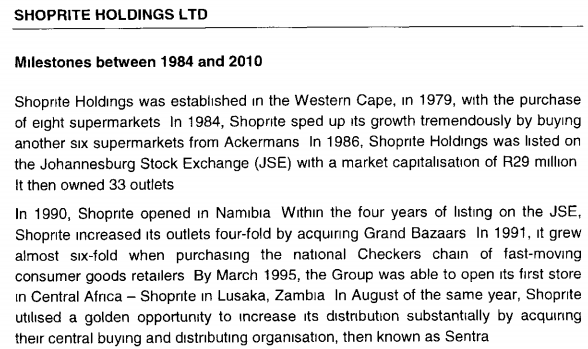 SHOPRITE HOLDINGS LTD
Milestones between 1984 and 2010
Shoprite Holdings was established in the Western Cape, in 1979, with the purchase
of eight supermarkets In 1984, Shoprite sped up its growth tremendously by buying
another six supermarkets from Ackermans In 1986, Shoprite Holdings was listed on
the Johannesburg Stock Exchange (JSE) with a market capitalisation of R29 million
It then owned 33 outlets
In 1990, Shoprite opened in Namibia Within the four years of listing on the JSE,
Shoprite increased its outlets four-fold by acquiring Grand Bazaars In 1991, it grew
almost six-fold when purchasing the national Checkers chain of fast-moving
consumer goods retailers By March 1995, the Group was able to open its first store
in Central Africa – Shoprite in Lusaka, Zambia In August of the same year, Shoprite
utilised a golden opportunity to increase its distribution substantially by acquiring
their central buying and distributing organisation, then known as Sentra